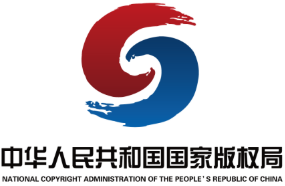 中华人民共和国国家版权局
NATIONAL COPYRIGHT ADMINISTRATION OF THE PEOPLE'S REPUBLIC OF CHINA